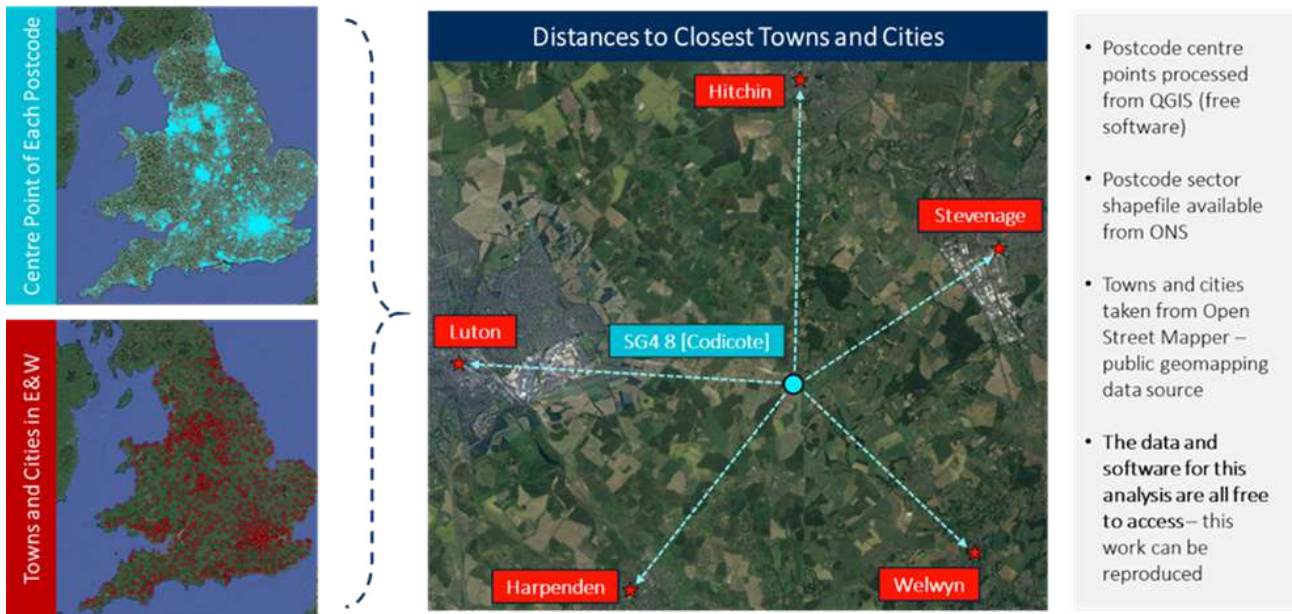 Centre Point of Each Postcode
Towns and Cities in E&W
Distances to Closest Towns and Cities
Hitchin
Stevenage
Luton
SG4 8 [Codicote]
Harpenden
Welwyn
• Postcode centre
points processed
from QGIS (free
software)
• Postcode sector
shapefile available
from ONS
• Towns and cities
taken from Open
Street Mapper –
public geomapping
data source
• The data and
software for this
analysis are all free
to access– this
work can be
reproduced